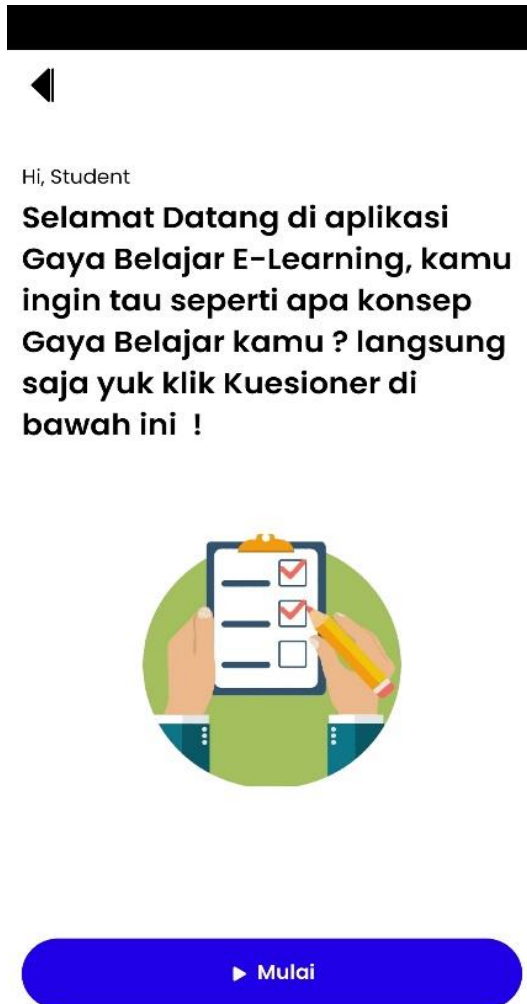 Hi, Student
Selamat Datang di aplikasi
Gaya Belajar E-Learning, kamu
ingin tau seperti apa konsep
Gaya Belajar kamu ? langsung
saja yuk klik Kuesioner di
bawah ini  !
Mulai